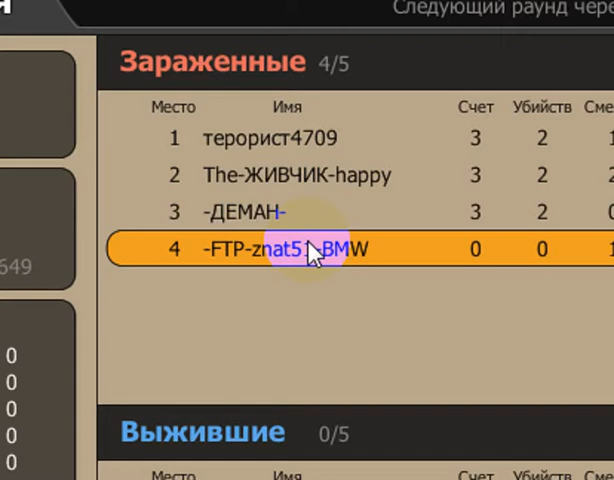 Я
Следующий раунд чере
Зараженные 4/5
Место Имя Счет Убийств Сме
1 терорист4709 3 2 1
2 The-ЖИВЧИК-happy 3 2 2
3 -ДЕМАН- 3 2 0
4 -FTP-znat51-BMW 0 0 1
649
0
0
0
0
0
Выжившие 0/5
Место Имя Счет Убийств Сме